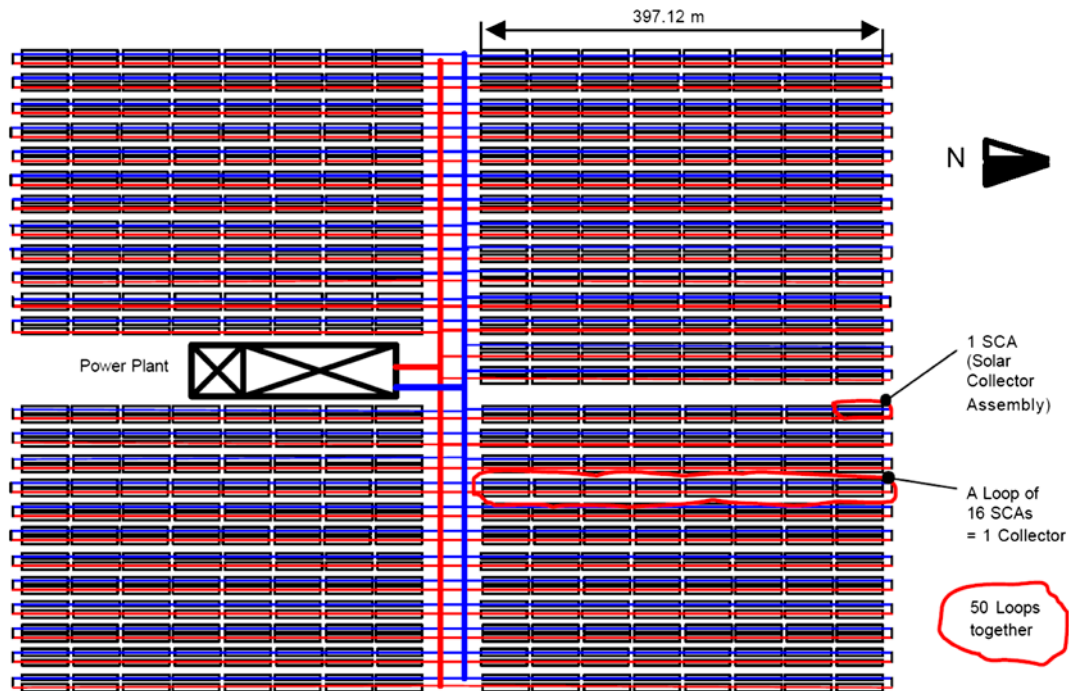 397.12 m
N
Power Plant
1 SCA
(Solar
Collector
Assembly)
A Loop of
16 SCAs
= 1 Collector
50 Loops
together